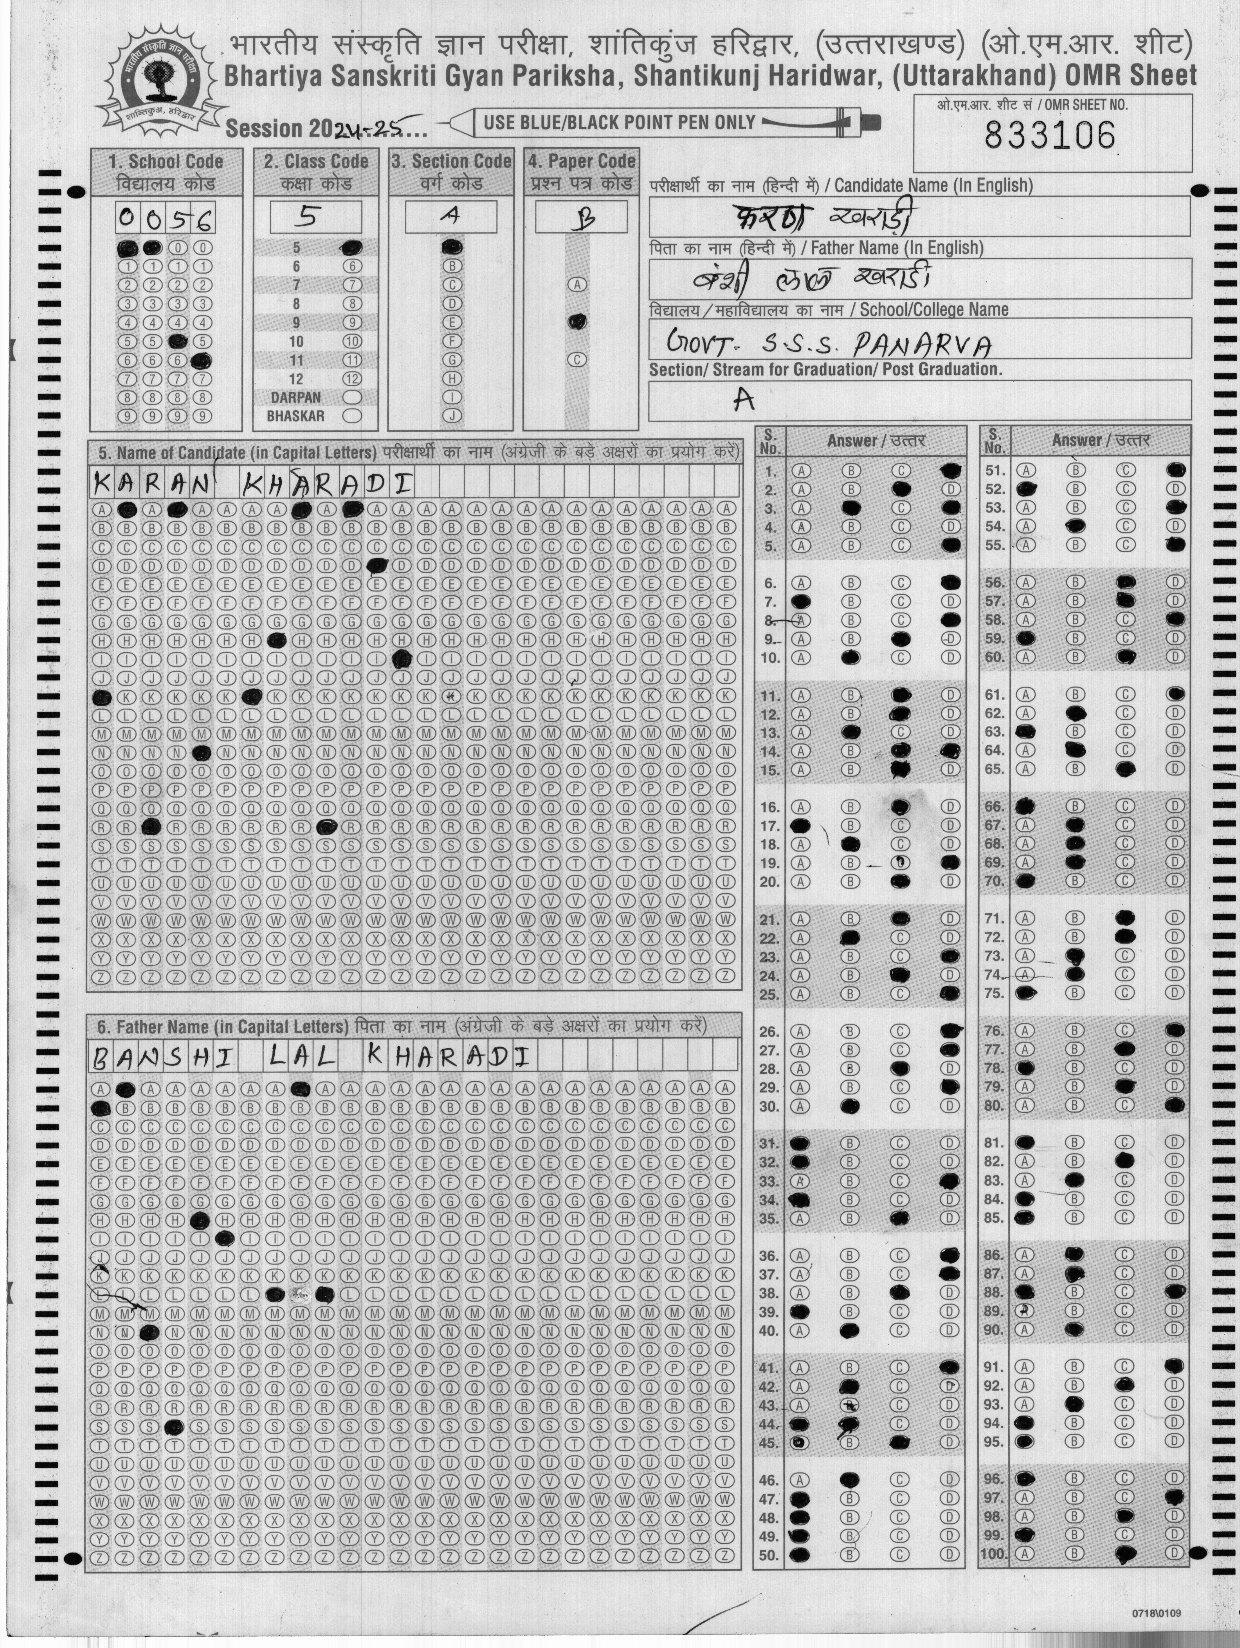 भारतीय संस्कृति ज्ञान परीक्षा, शांतिकुंज हरिद्वार, (उत्तराखण्ड) (ओ.एम.आर. शीट)
Bhartiya Sanskriti Gyan Pariksha, Shantikunj Haridwar, (Uttarakhand) OMR Sheet
Session 2024-25
USE BLUE/BLACK POINT PEN ONLY
ओ.एम.आर. शीट सं / OMR SHEET NO.
833106
1. School Code
विद्यालय कोड
0056
2. Class Code
कक्षा कोड
5
5
6
7
8
9
10
11
12
DARPAN
BHASKAR
3. Section Code
वर्ग कोड
A
4. Paper Code
प्रश्न पत्र कोड
B
परीक्षार्थी का नाम (हिन्दी में) / Candidate Name (In English)
करण खराड़ी
पिता का नाम (हिन्दी में) / Father Name (In English)
बंशी लाल खराड़ी
विद्यालय / महाविद्यालय का नाम / School/College Name
GOVT. S.S.S. PANARVA
Section/ Stream for Graduation/ Post Graduation.
A
5. Name of Candidate (in Capital Letters) परीक्षार्थी का नाम (अंग्रेजी के बड़े अक्षरों का प्रयोग करें)
KARAN KHARADI
6. Father Name (in Capital Letters) पिता का नाम (अंग्रेजी के बड़े अक्षरों का प्रयोग करें)
BANSHI LAL KHARADI
S. No. Answer / उत्तर
S. No. Answer / उत्तर
0718\0109